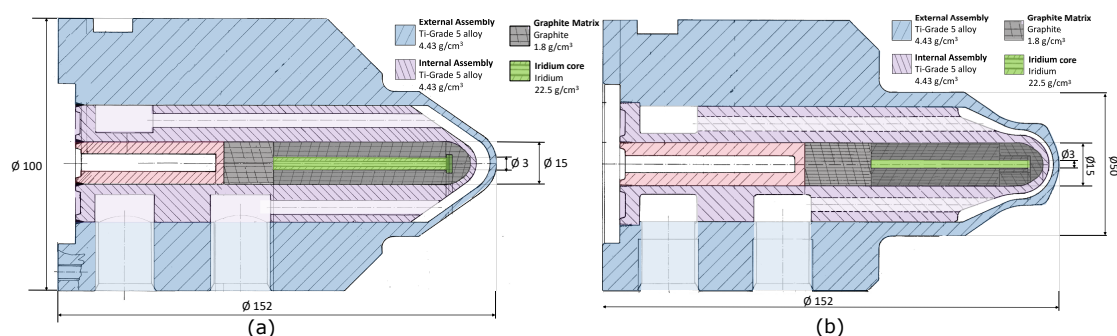 External Assembly
Ti-Grade 5 alloy
4.43 g/cm³
Graphite Matrix
Graphite
1.8 g/cm³
Internal Assembly
Ti-Grade 5 alloy
4.43 g/cm³
Iridium core
Iridium
22.5 g/cm³
Ø 100
Ø 3
Ø 15
Ø 152
(a)
External Assembly
Ti-Grade 5 alloy
4.43 g/cm³
Graphite Matrix
Graphite
1.8 g/cm³
Internal Assembly
Ti-Grade 5 alloy
4.43 g/cm³
Iridium core
Iridium
22.5 g/cm³
Ø3
Ø15
Ø50
Ø 152
(b)